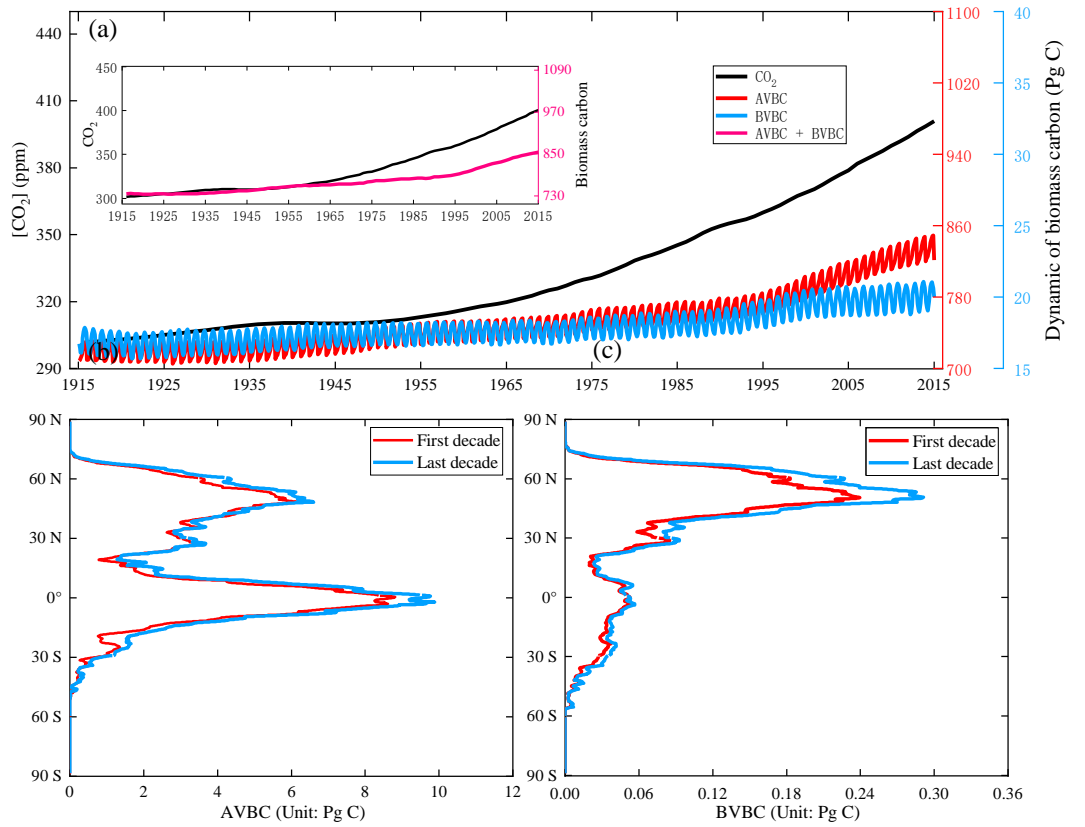 (a)
[CO₂] (ppm)
440
410
380
350
320
290
1915 1925 1935 1945 1955 1965 1975 1985 1995 2005 2015
1100
1020
940
860
780
700
40
35
30
25
20
15
Dynamic of biomass carbon (Pg C)
CO₂
AVBC
BVBC
AVBC + BVBC
CO₂
450
400
350
300
1915 1925 1935 1945 1955 1965 1975 1985 1995 2005 2015
1090
970
850
730
Biomass carbon
(b)
(c)
90 N
60 N
30 N
0°
30 S
60 S
90 S
First decade
Last decade
0 2 4 6 8 10 12
AVBC (Unit: Pg C)
90 N
60 N
30 N
0°
30 S
60 S
90 S
First decade
Last decade
0.00 0.06 0.12 0.18 0.24 0.30 0.36
BVBC (Unit: Pg C)